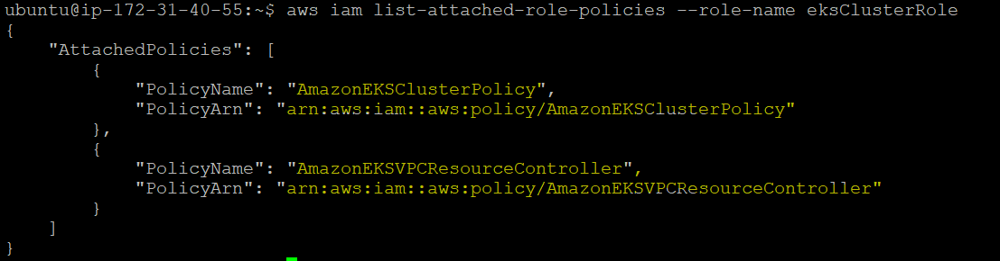 ubuntu@ip-172-31-40-55:~$ aws iam list-attached-role-policies --role-name eksClusterRole
{
    "AttachedPolicies": [
        {
            "PolicyName": "AmazonEKSClusterPolicy",
            "PolicyArn": "arn:aws:iam::aws:policy/AmazonEKSClusterPolicy"
        },
        {
            "PolicyName": "AmazonEKSVPCResourceController",
            "PolicyArn": "arn:aws:iam::aws:policy/AmazonEKSVPCResourceController"
        }
    ]
}